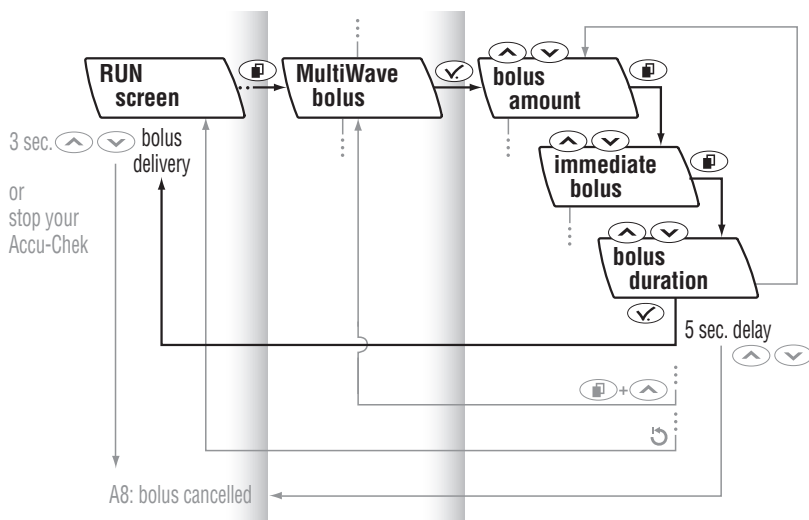 RUN
screen
MultiWave
bolus
bolus
amount
3 sec.
bolus
delivery
immediate
bolus
or
stop your
Accu-Chek
bolus
duration
5 sec. delay
+
A8: bolus cancelled